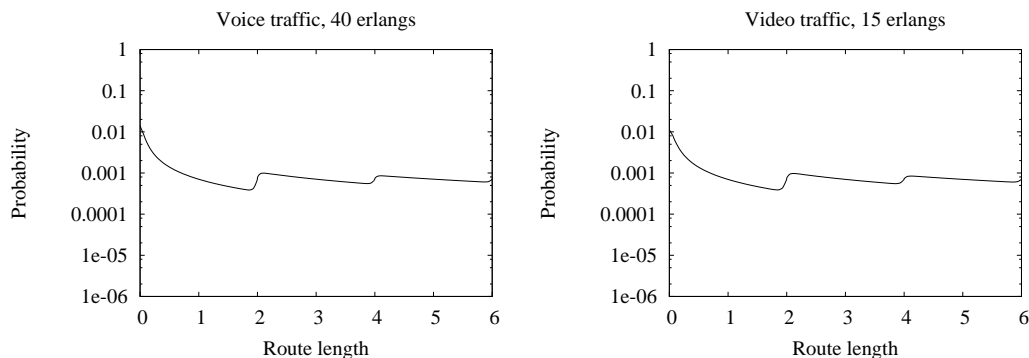 Voice traffic, 40 erlangs
1
0.1
0.01
0.001
0.0001
1e-05
1e-06
Probability
0 1 2 3 4 5 6
Route length
Video traffic, 15 erlangs
1
0.1
0.01
0.001
0.0001
1e-05
1e-06
Probability
0 1 2 3 4 5 6
Route length